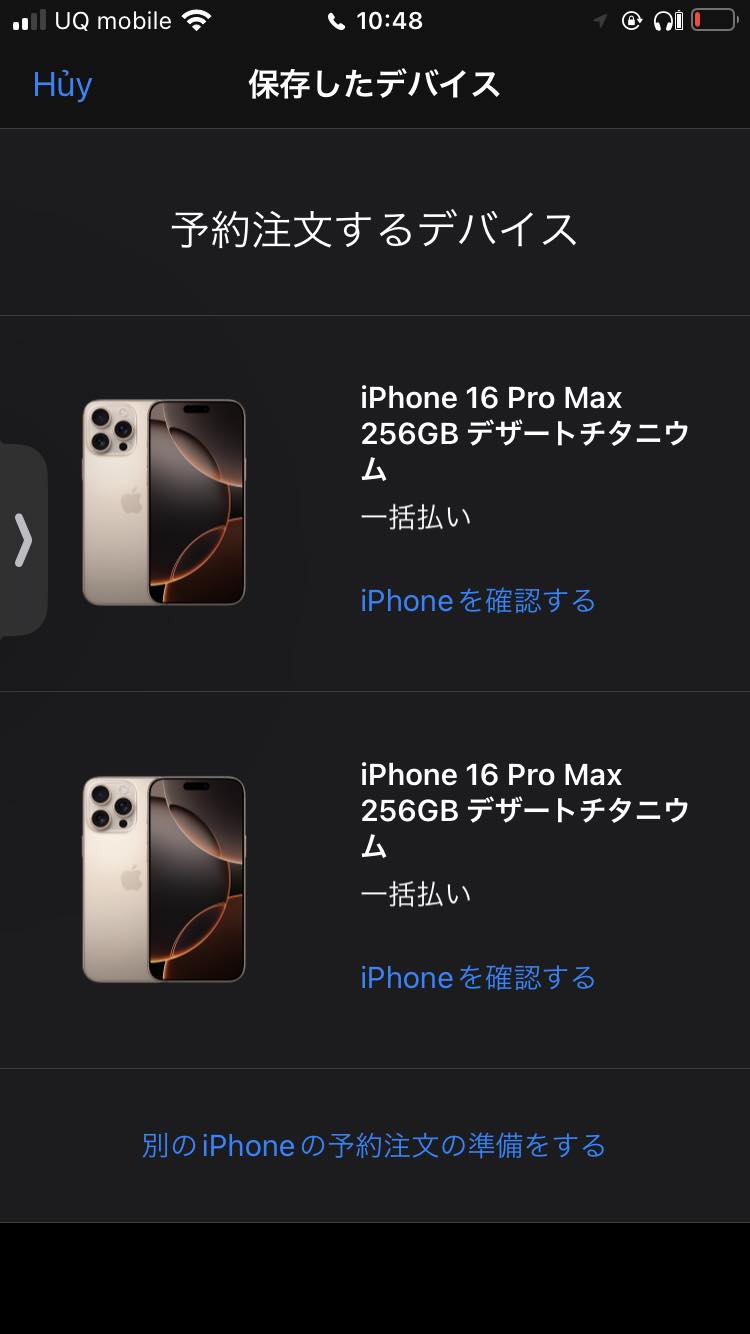 UQ mobile 10:48
Hủy 保存したデバイス
予約注文するデバイス
iPhone 16 Pro Max
256GB デザートチタニウ
ム
一括払い
iPhoneを確認する
iPhone 16 Pro Max
256GB デザートチタニウ
ム
一括払い
iPhoneを確認する
別のiPhoneの予約注文の準備をする